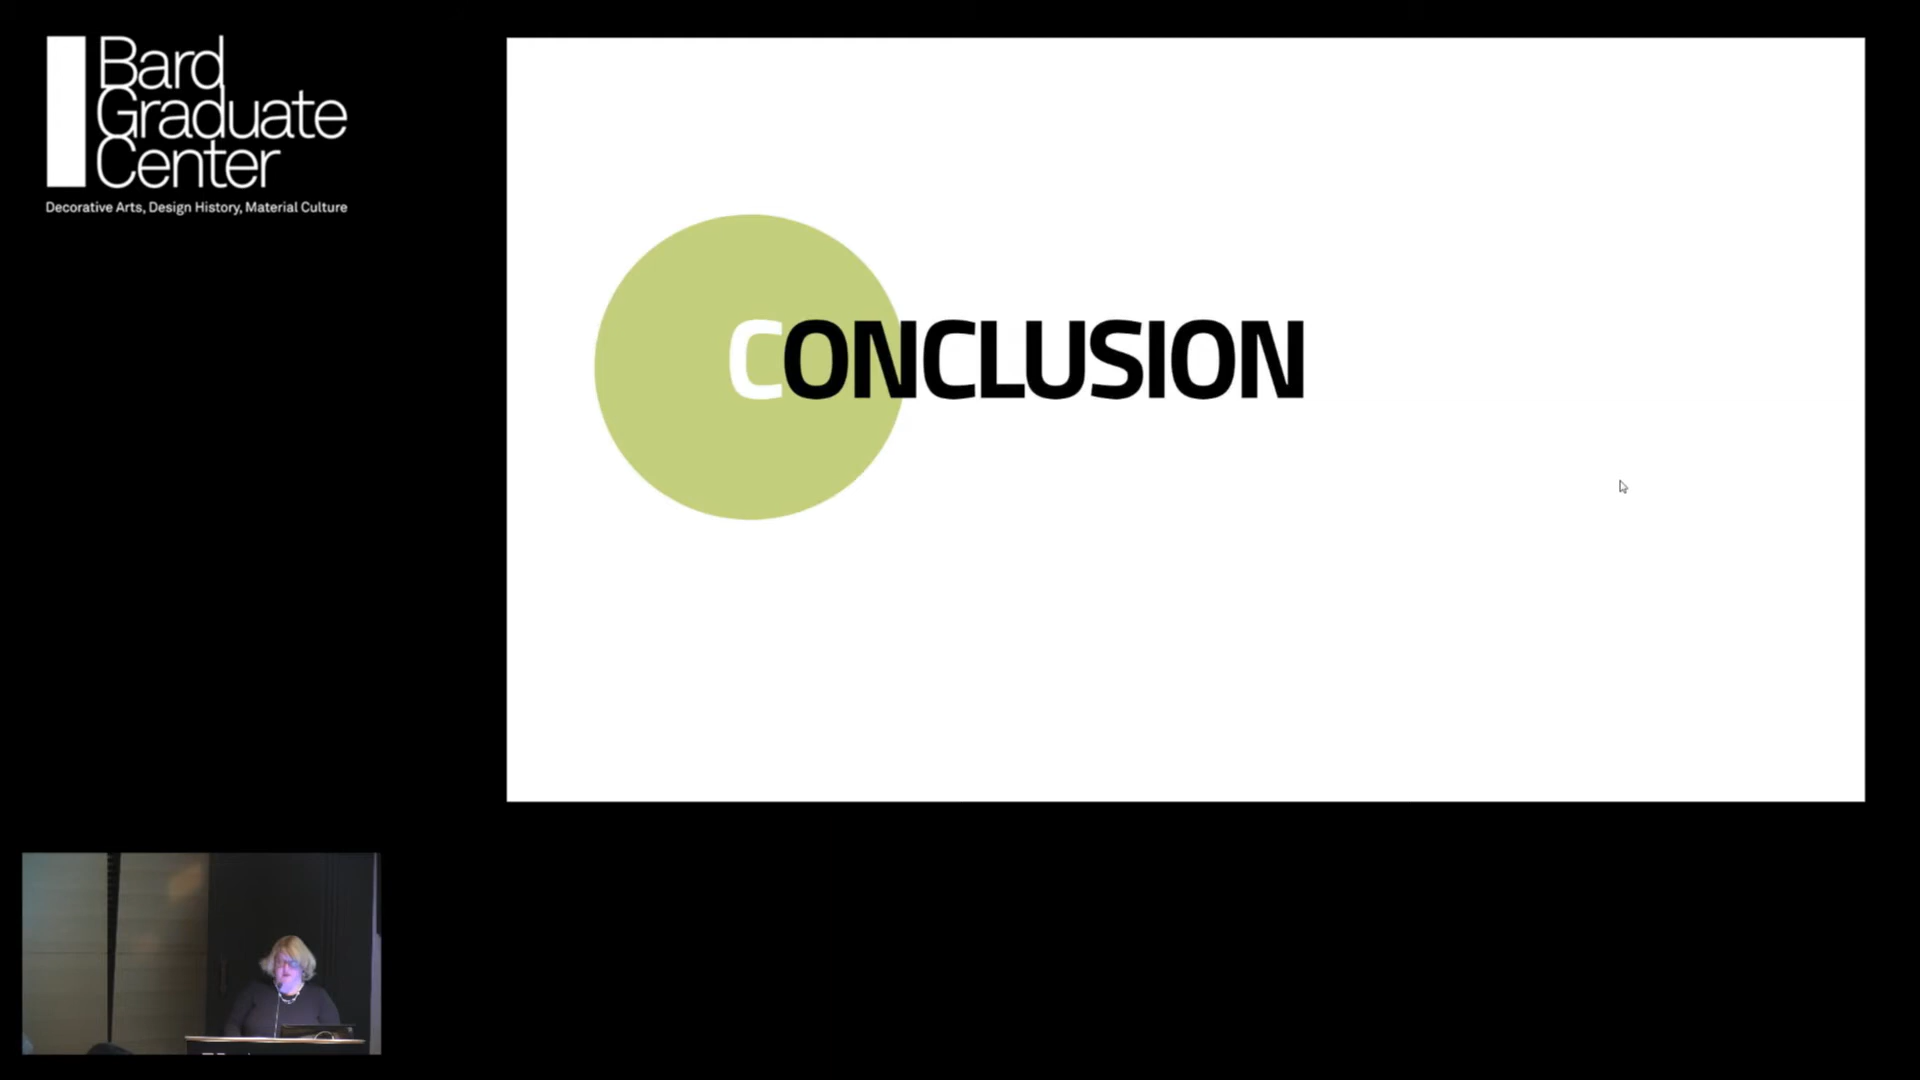 Bard
Graduate
Center
Decorative Arts, Design History, Material Culture
CONCLUSION